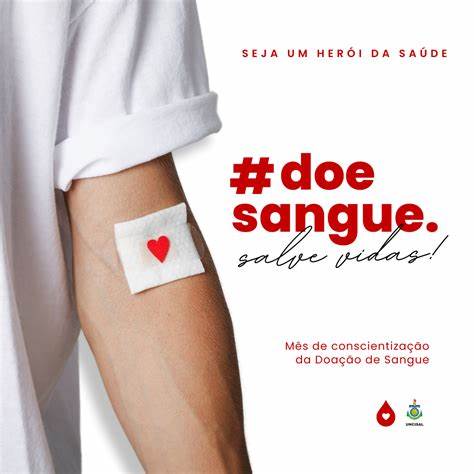 SEJA UM HERÓI DA SAÚDE
#doe
sangue.
salve vidas!
Mês de conscientização
da Doação de Sangue
UNCISAL